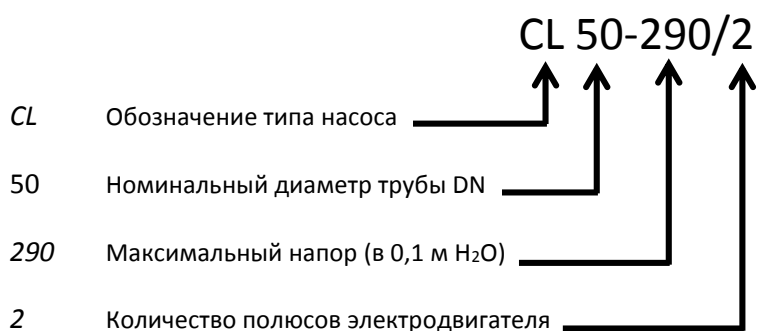 CL 50-290/2
CL Обозначение типа насоса
50 Номинальный диаметр трубы DN
290 Максимальный напор (в 0,1 м H₂O)
2 Количество полюсов электродвигателя